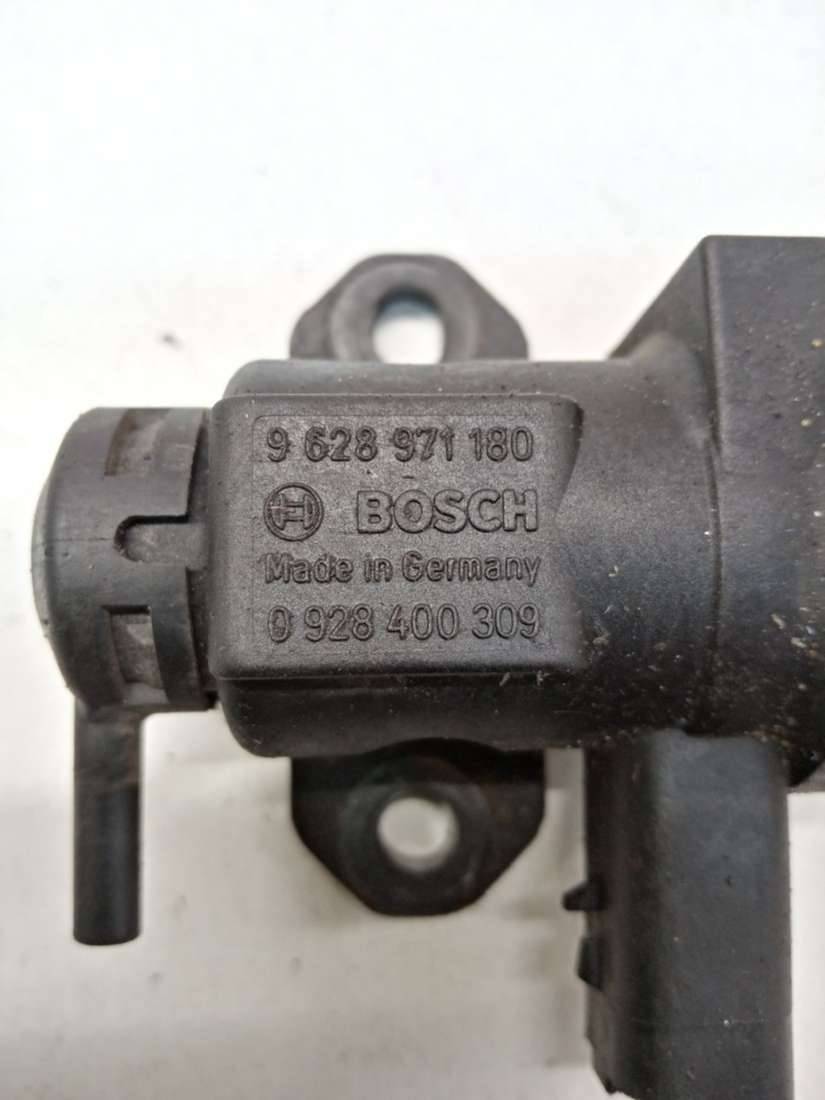 9 628 971 180
BOSCH
Made in Germany
0 928 400 309